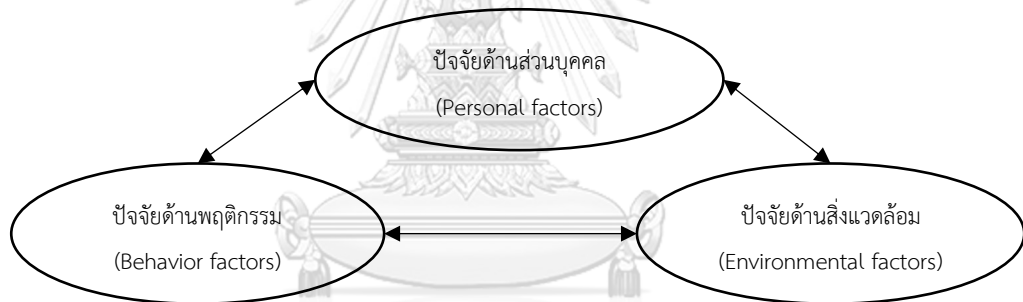 ปัจจัยด้านส่วนบุคคล
(Personal factors)
ปัจจัยด้านพฤติกรรม
(Behavior factors)
ปัจจัยด้านสิ่งแวดล้อม
(Environmental factors)